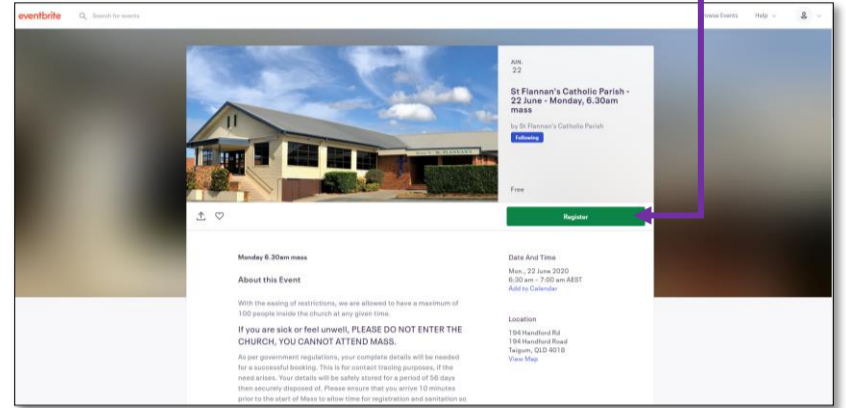 eventbrite
Search for events
Browse Events Help
JUN
22
St Flannan's Catholic Parish -
22 June - Monday, 6.30am
mass
by St Flannan's Catholic Parish
Following
Free
Register
Monday 6.30am mass
About this Event
With the easing of restrictions, we are allowed to have a maximum of
100 people inside the church at any given time.
If you are sick or feel unwell, PLEASE DO NOT ENTER THE
CHURCH, YOU CANNOT ATTEND MASS.
As per government regulations, your complete details will be needed
for a successful booking. This is for contact tracing purposes, if the
need arises. Your details will be safely stored for a period of 56 days
then securely disposed of. Please ensure that you arrive 10 minutes
prior to the start of Mass to allow time for registration and sanitation so
Date And Time
Mon., 22 June 2020
6:30 am – 7:00 am AEST
Add to Calendar
Location
194 Handford Rd
194 Handford Road
Taigum, QLD 4018
View Map